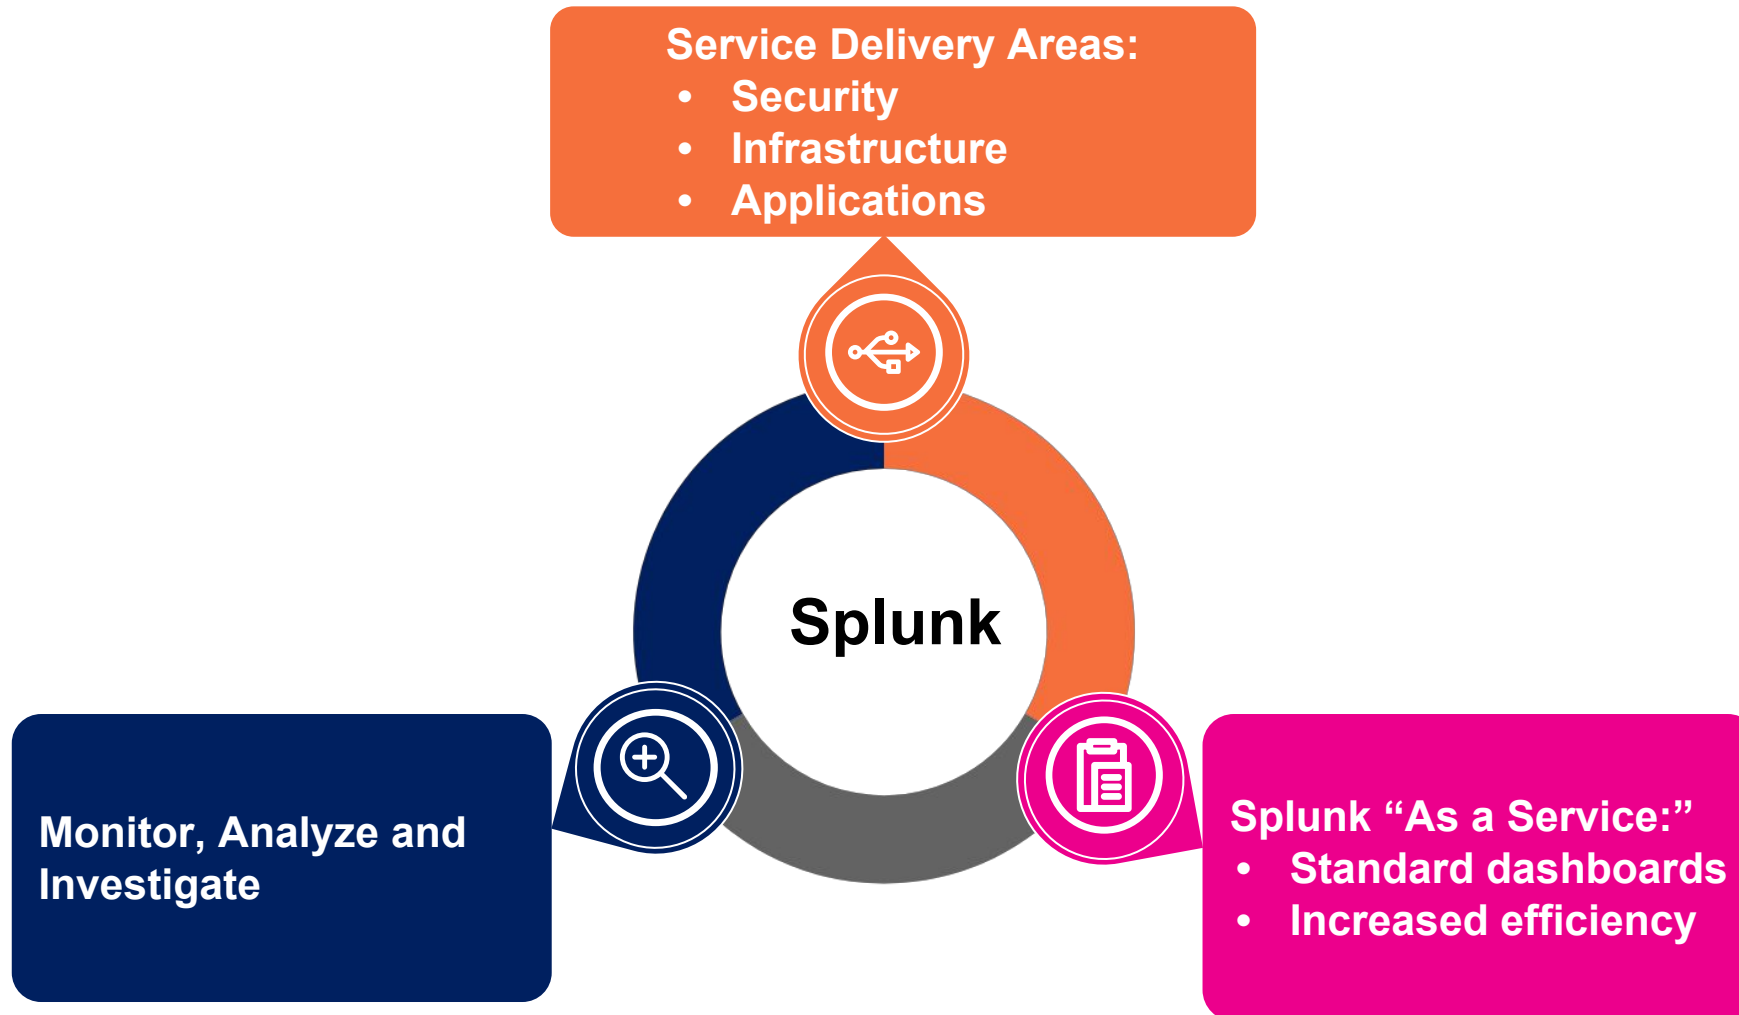 Service Delivery Areas:
• Security
• Infrastructure
• Applications
Splunk
Monitor, Analyze and
Investigate
Splunk “As a Service:”
• Standard dashboards
• Increased efficiency